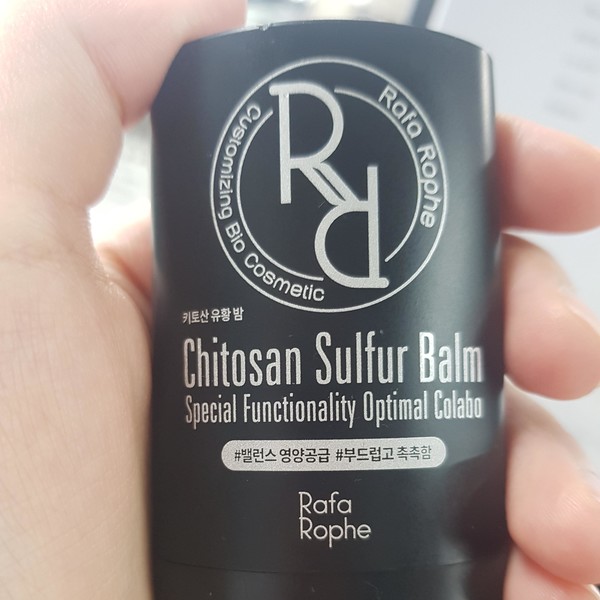 RR
Rafa Rophe
Customizing Bio Cosmetic
키토산 유황 밤
Chitosan Sulfur Balm
Special Functionality Optimal Colabo
#밸런스 영양공급 #부드럽고 촉촉함
Rafa
Rophe